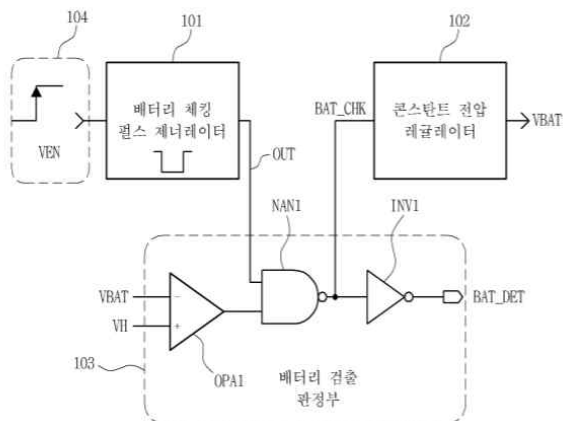 104
101
102
배터리 체킹
펄스 제너레이터
VEN
OUT
BAT_CHK
콘스탄트 전압
레귤레이터
VBAT
NAN1
INV1
VBAT
-
VH
+
OPA1
BAT_DET
103
배터리 검출
판정부